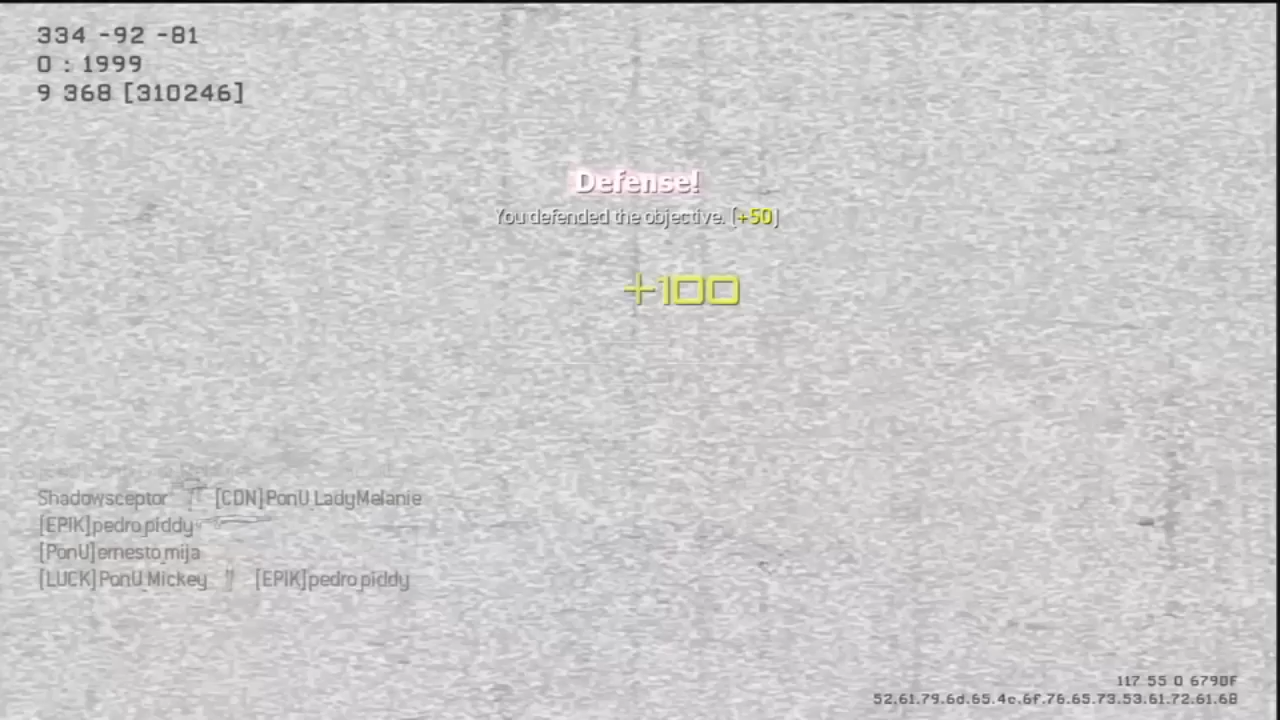 334 -92 -81
0 : 1999
9 368 [310246]
Defense!
You defended the objective. [+50]
+100
Shadowsceptor [CDN]PonU LadyMelanie
[EPIK]pedro piddy
[PonU]ernesto mija
[LUCK]PonU Mickey [EPIK]pedro piddy
117 55 0 6790F
52.61.79.6d.65.4c.6f.76.65.73.53.61.72.61.68